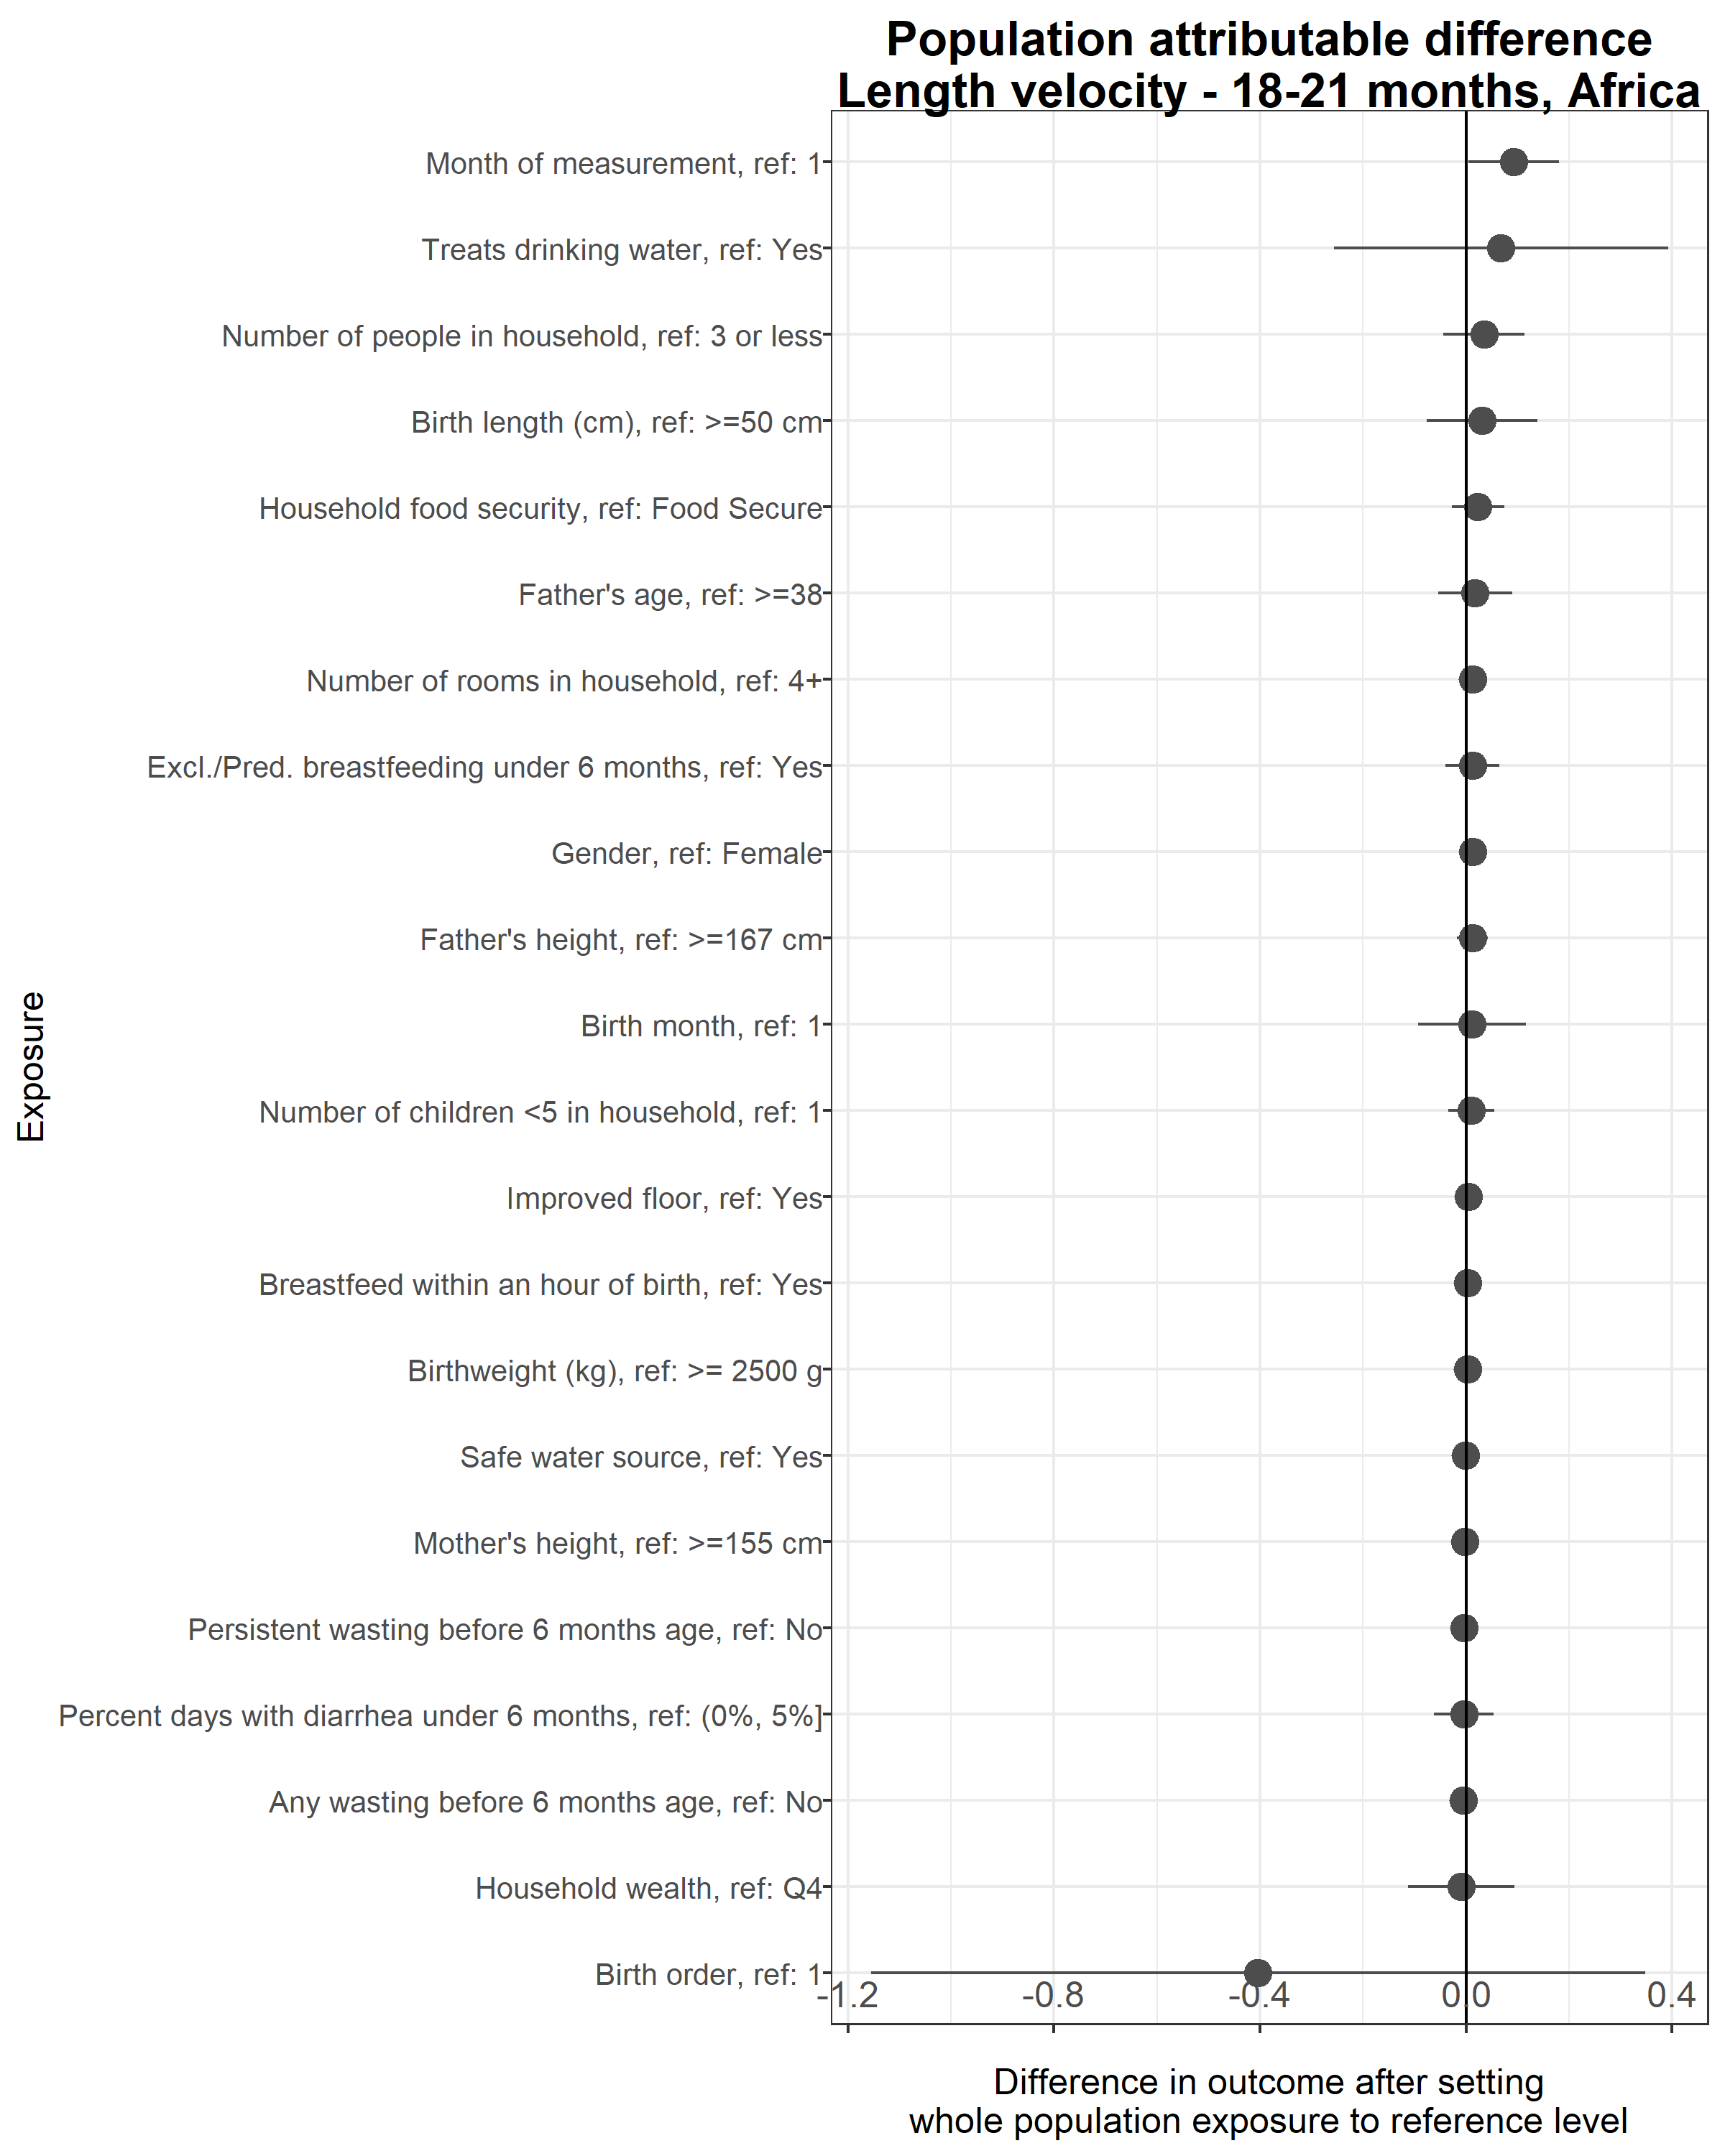 Population attributable difference
Length velocity - 18-21 months, Africa
Month of measurement, ref: 1
Treats drinking water, ref: Yes
Number of people in household, ref: 3 or less
Birth length (cm), ref: >=50 cm
Household food security, ref: Food Secure
Father's age, ref: >=38
Number of rooms in household, ref: 4+
Excl./Pred. breastfeeding under 6 months, ref: Yes
Gender, ref: Female
Father's height, ref: >=167 cm
Birth month, ref: 1
Number of children <5 in household, ref: 1
Improved floor, ref: Yes
Breastfeed within an hour of birth, ref: Yes
Birthweight (kg), ref: >= 2500 g
Safe water source, ref: Yes
Mother's height, ref: >=155 cm
Persistent wasting before 6 months age, ref: No
Percent days with diarrhea under 6 months, ref: (0%, 5%]
Any wasting before 6 months age, ref: No
Household wealth, ref: Q4
Birth order, ref: 1
Exposure
-1.2 -0.8 -0.4 0.0 0.4
Difference in outcome after setting
whole population exposure to reference level